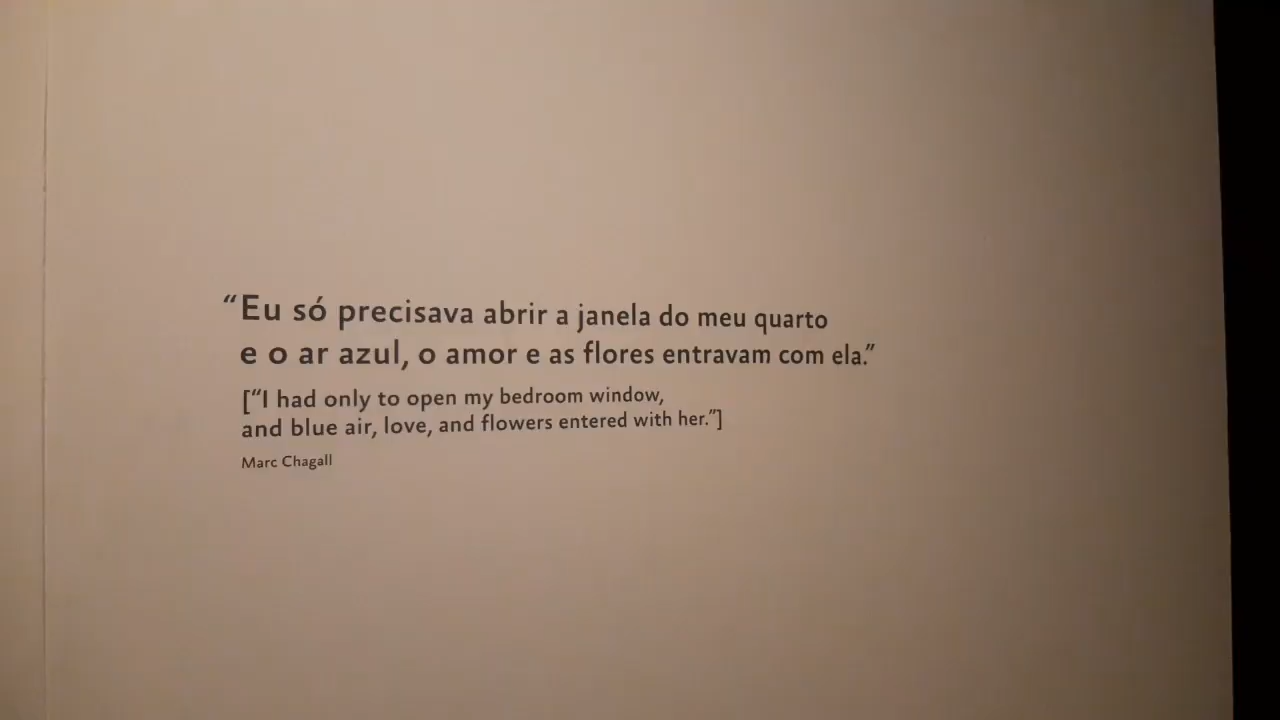 “Eu só precisava abrir a janela do meu quarto
e o ar azul, o amor e as flores entravam com ela.”
[“I had only to open my bedroom window,
and blue air, love, and flowers entered with her.”]
Marc Chagall